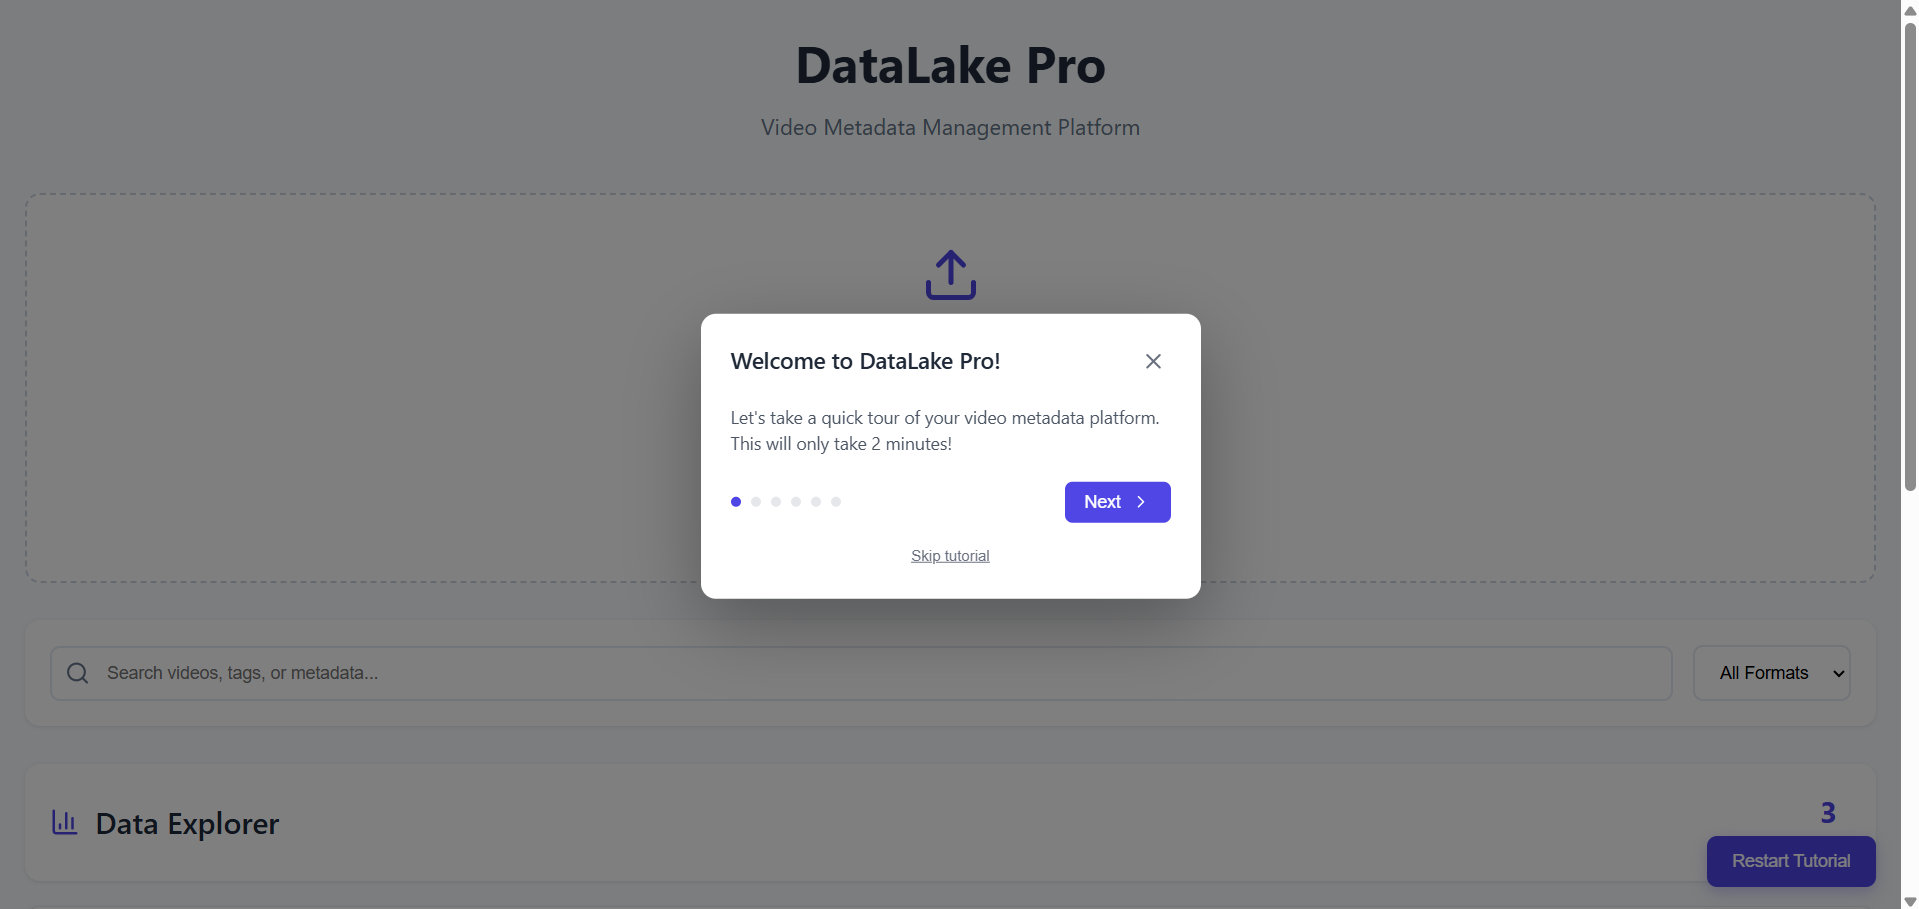 DataLake Pro
Video Metadata Management Platform
Welcome to DataLake Pro!
Let's take a quick tour of your video metadata platform.
This will only take 2 minutes!
Next
Skip tutorial
Search videos, tags, or metadata...
All Formats
Data Explorer
3
Restart Tutorial